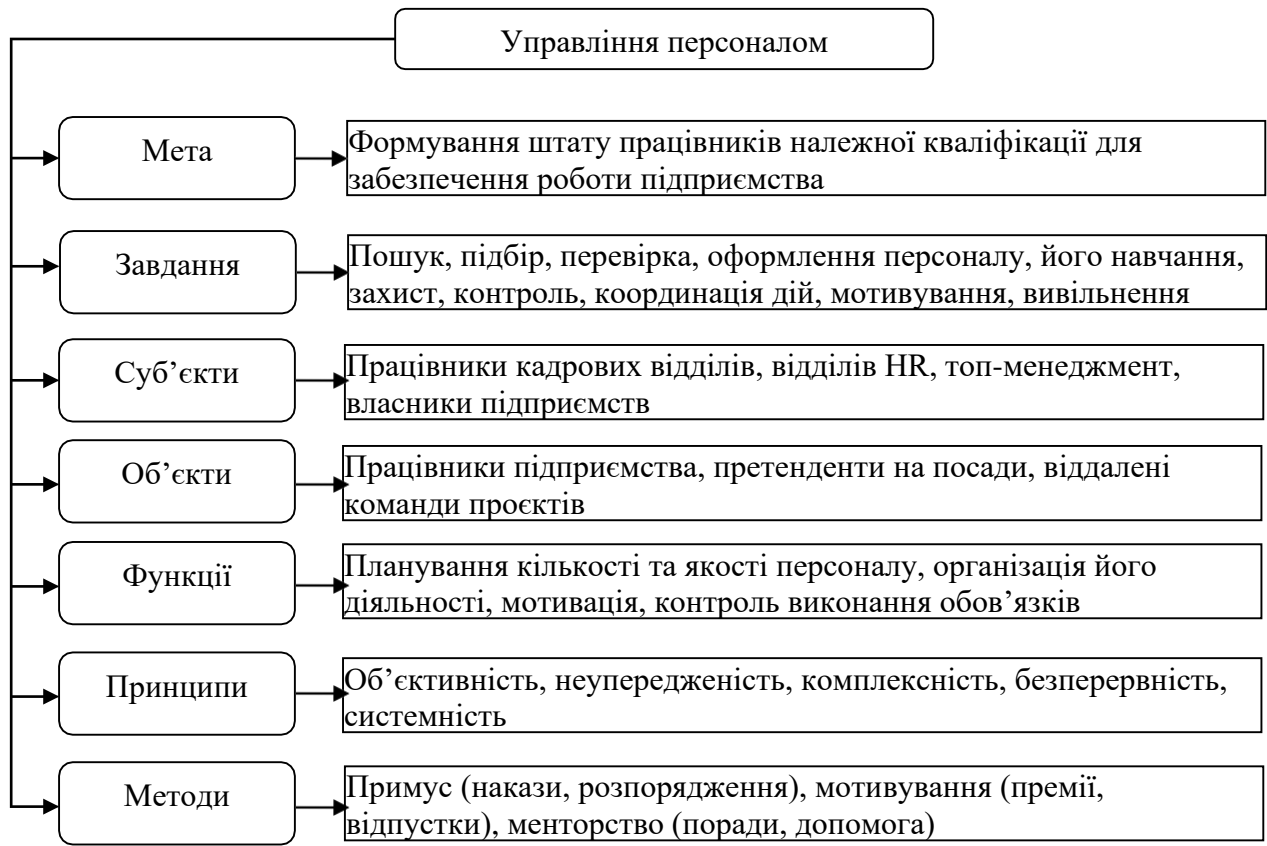 Управління персоналом
Мета
Формування штату працівників належної кваліфікації для
забезпечення роботи підприємства
Завдання
Пошук, підбір, перевірка, оформлення персоналу, його навчання,
захист, контроль, координація дій, мотивування, вивільнення
Суб’єкти
Працівники кадрових відділів, відділів HR, топ-менеджмент,
власники підприємств
Об’єкти
Працівники підприємства, претенденти на посади, віддалені
команди проєктів
Функції
Планування кількості та якості персоналу, організація його
діяльності, мотивація, контроль виконання обов’язків
Принципи
Об’єктивність, неупередженість, комплексність, безперервність,
системність
Методи
Примус (накази, розпорядження), мотивування (премії,
відпустки), менторство (поради, допомога)